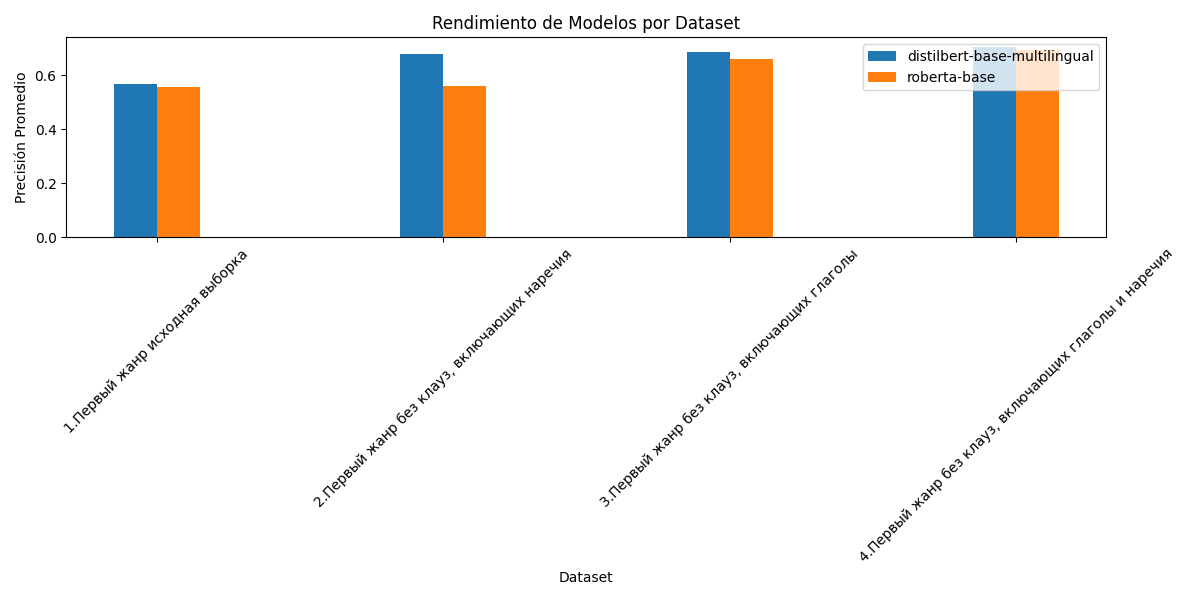 Rendimiento de Modelos por Dataset
distilbert-base-multilingual
roberta-base
Precisión Promedio
0.6
0.4
0.2
0.0
1.Первый жанр исходная выборка
2.Первый жанр без клауз, включающих наречия
3.Первый жанр без клауз, включающих глаголы
4.Первый жанр без клауз, включающих глаголы и наречия
Dataset